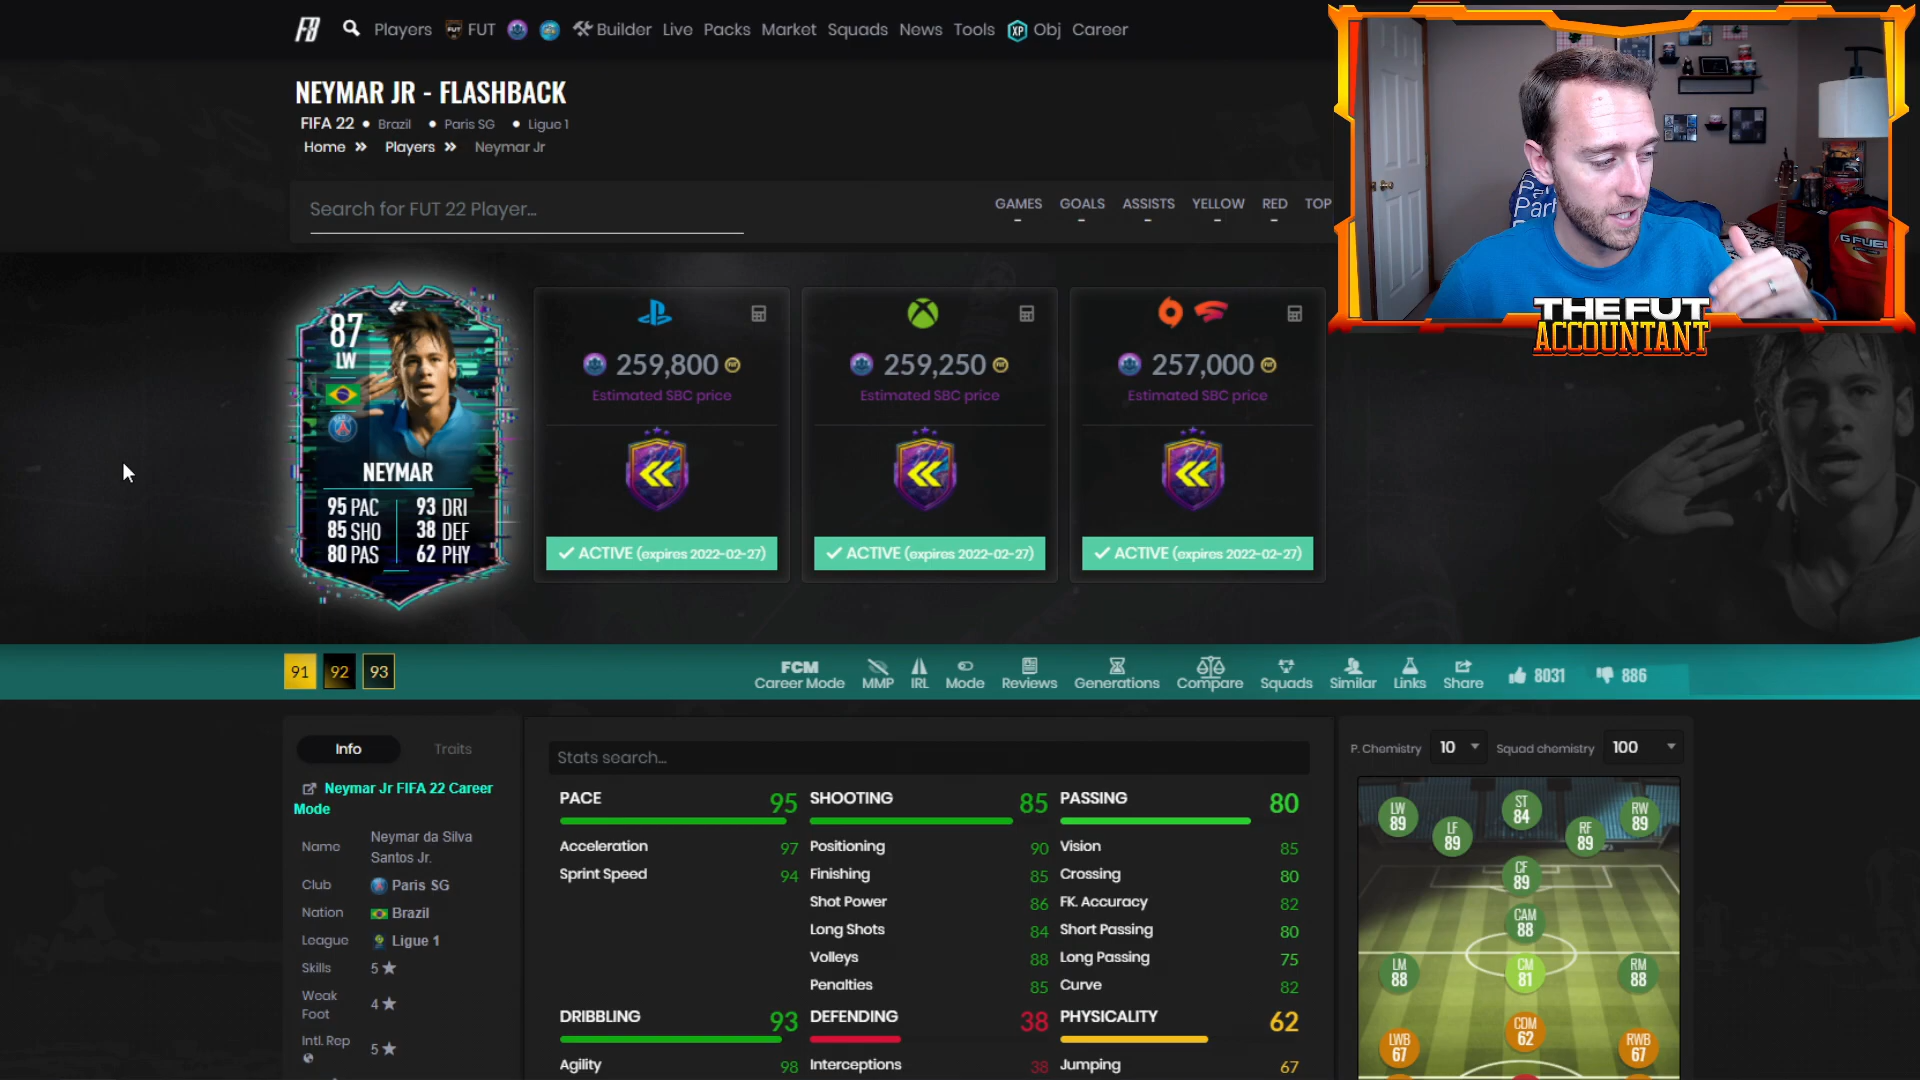 Players FUT Builder Live Packs Market Squads News Tools XP Obj Career
NEYMAR JR - FLASHBACK
FIFA 22 • Brazil • Paris SG • Ligue 1
Home » Players » Neymar Jr
Search for FUT 22 Player...
GAMES GOALS ASSISTS YELLOW RED TOP
- - - - -
THE FUT
ACCOUNTANT
G FUEL
87
LW
NEYMAR
95 PAC 93 DRI
85 SHO 38 DEF
80 PAS 62 PHY
259,800
Estimated SBC price
ACTIVE (expires 2022-02-27)
259,250
Estimated SBC price
ACTIVE (expires 2022-02-27)
257,000
Estimated SBC price
ACTIVE (expires 2022-02-27)
91 92 93
FCM
Career Mode MMP IRL Mode Reviews Generations Compare Squads Similar Links Share 8031 886
Info Traits
Neymar Jr FIFA 22 Career
Mode
Name Neymar da Silva
Santos Jr.
Club Paris SG
Nation Brazil
League Ligue 1
Skills 5★
Weak
Foot 4★
Intl. Rep 5★
Stats search...
PACE 95
Acceleration 97
Sprint Speed 94
SHOOTING 85
Positioning 90
Finishing 85
Shot Power 86
Long Shots 84
Volleys 88
Penalties 85
PASSING 80
Vision 85
Crossing 80
FK. Accuracy 82
Short Passing 80
Long Passing 75
Curve 82
DRIBBLING 93
Agility 98
DEFENDING 38
Interceptions 38
PHYSICALITY 62
Jumping 67
P. Chemistry 10 Squad chemistry 100
LW
89
ST
84
RW
89
LF
89
RF
89
CF
89
CAM
88
LM
88
CM
81
RM
88
LWB
67
CDM
62
RWB
67